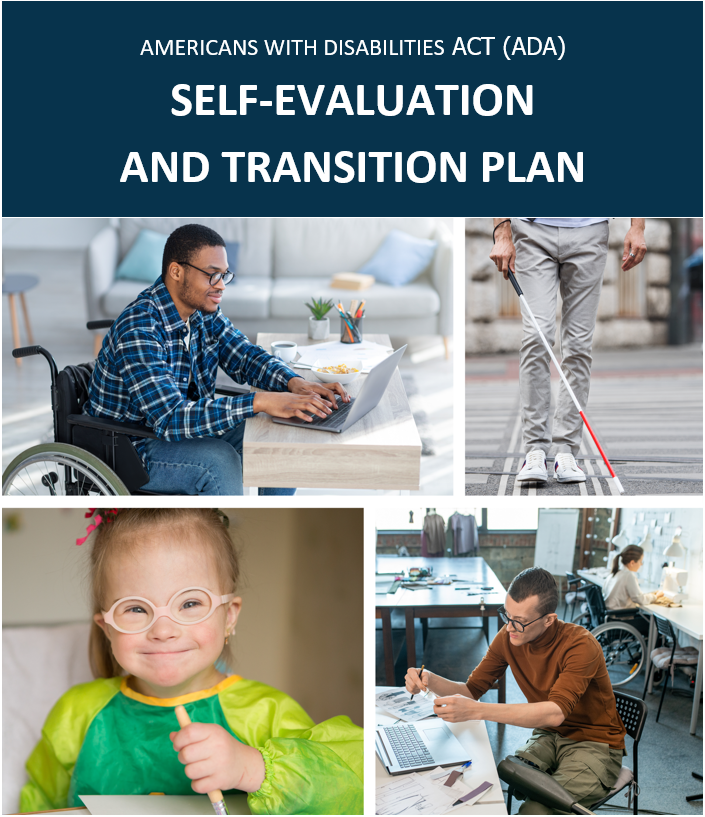 AMERICANS WITH DISABILITIES ACT (ADA)
SELF-EVALUATION
AND TRANSITION PLAN